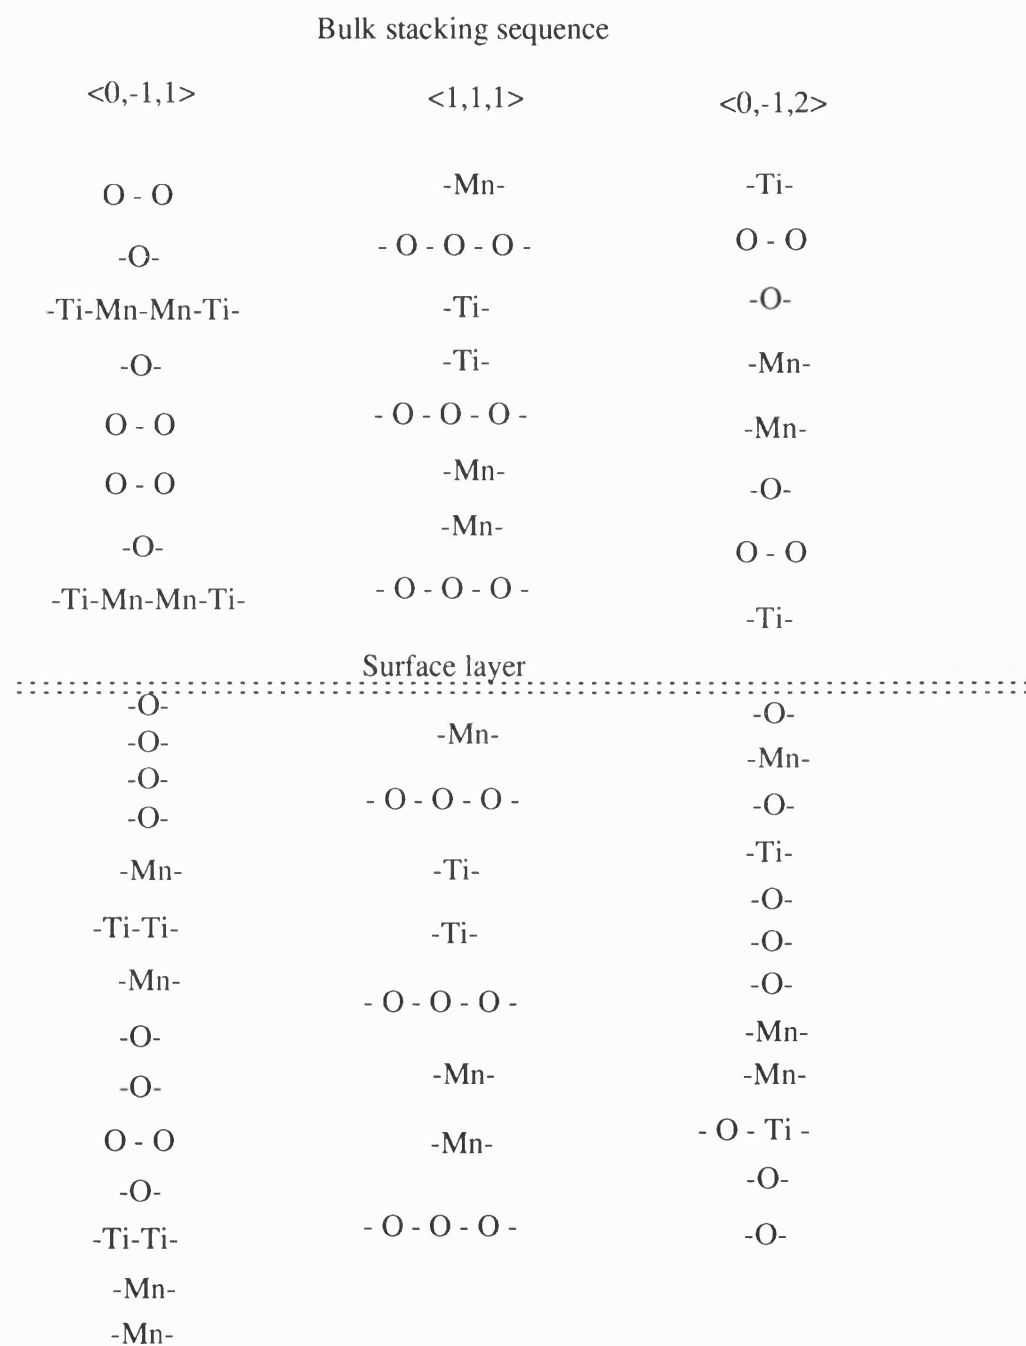 Bulk stacking sequence
<0,-1,1>
O - O
-O-
-Ti-Mn-Mn-Ti-
-O-
O - O
O - O
-O-
-Ti-Mn-Mn-Ti-
<1,1,1>
-Mn-
- O - O - O -
-Ti-
-Ti-
- O - O - O -
-Mn-
-Mn-
- O - O - O -
<0,-1,2>
-Ti-
O - O
-O-
-Mn-
-Mn-
-O-
O - O
-Ti-
Surface layer
-O-
-O-
-O-
-O-
-Mn-
-Ti-Ti-
-Mn-
-O-
-O-
O - O
-O-
-Ti-Ti-
-Mn-
-Mn-
-Mn-
- O - O - O -
-Ti-
-Ti-
- O - O - O -
-Mn-
-Mn-
- O - O - O -
-O-
-Mn-
-O-
-Ti-
-O-
-O-
-O-
-Mn-
-Mn-
- O - Ti -
-O-
-O-